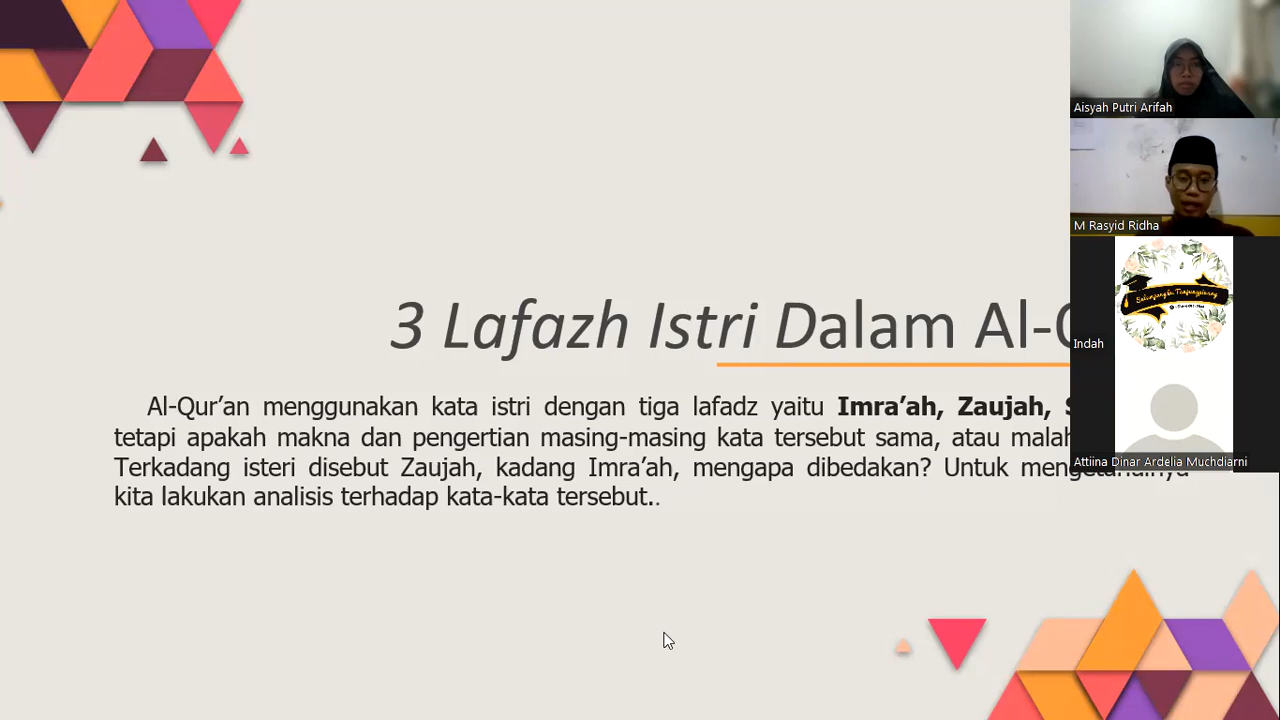 3 Lafazh Istri Dalam Al-
Al-Qur’an menggunakan kata istri dengan tiga lafadz yaitu Imra’ah, Zaujah,
tetapi apakah makna dan pengertian masing-masing kata tersebut sama, atau
Terkadang isteri disebut Zaujah, kadang Imra’ah, mengapa dibedakan? Untuk
kita lakukan analisis terhadap kata-kata tersebut..
Aisyah Putri Arifah
M Rasyid Ridha
Indah
Attiina Dinar Ardelia Muchdiarni